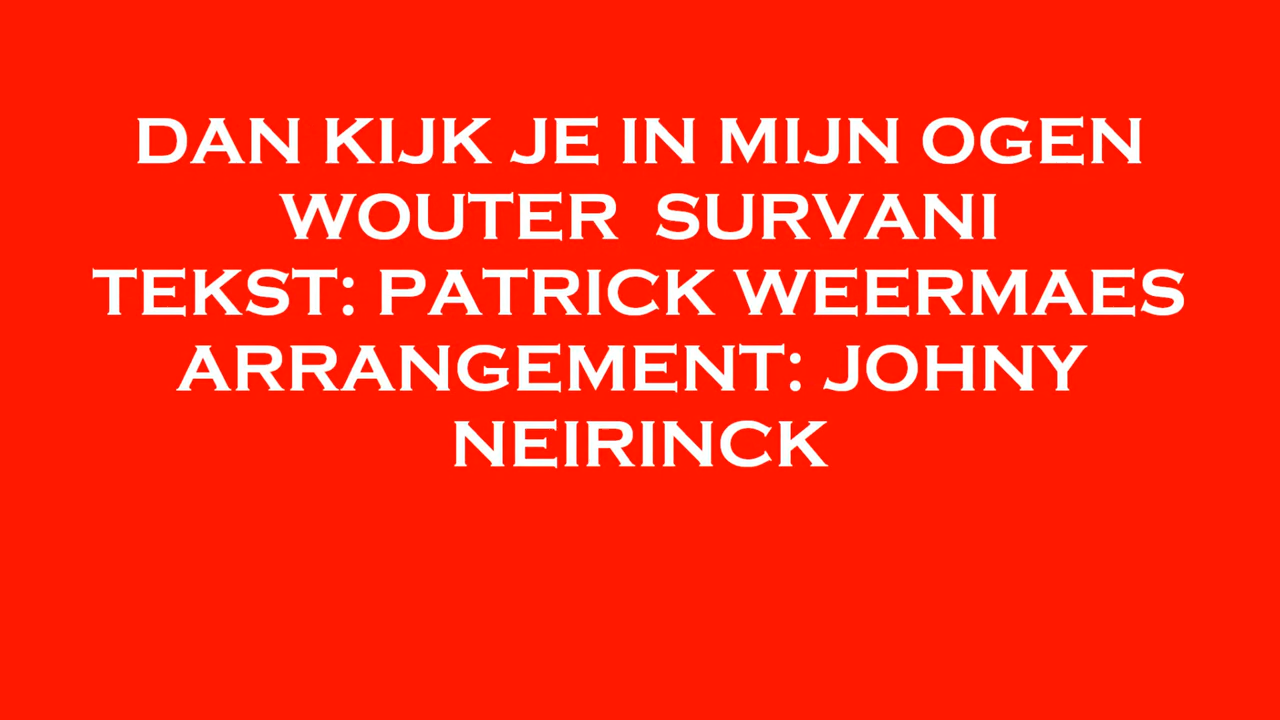 DAN KIJK JE IN MIJN OGEN
WOUTER  SURVANI
TEKST: PATRICK WEERMAES
ARRANGEMENT: JOHNY
NEIRINCK